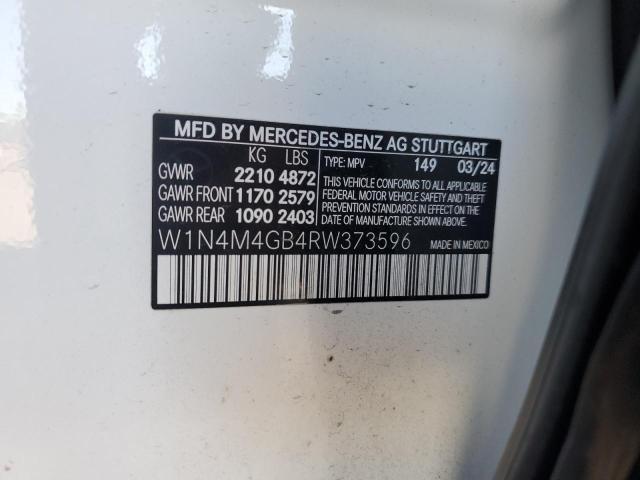 MFD BY MERCEDES-BENZ AG STUTTGART
KG LBS
GVWR 2210 4872
GAWR FRONT 1170 2579
GAWR REAR 1090 2403
TYPE: MPV 149 03/24
THIS VEHICLE CONFORMS TO ALL APPLICABLE
FEDERAL MOTOR VEHICLE SAFETY AND THEFT
PREVENTION STANDARDS IN EFFECT ON THE
DATE OF MANUFACTURE SHOWN ABOVE.
W1N4M4GB4RW373596 MADE IN MEXICO